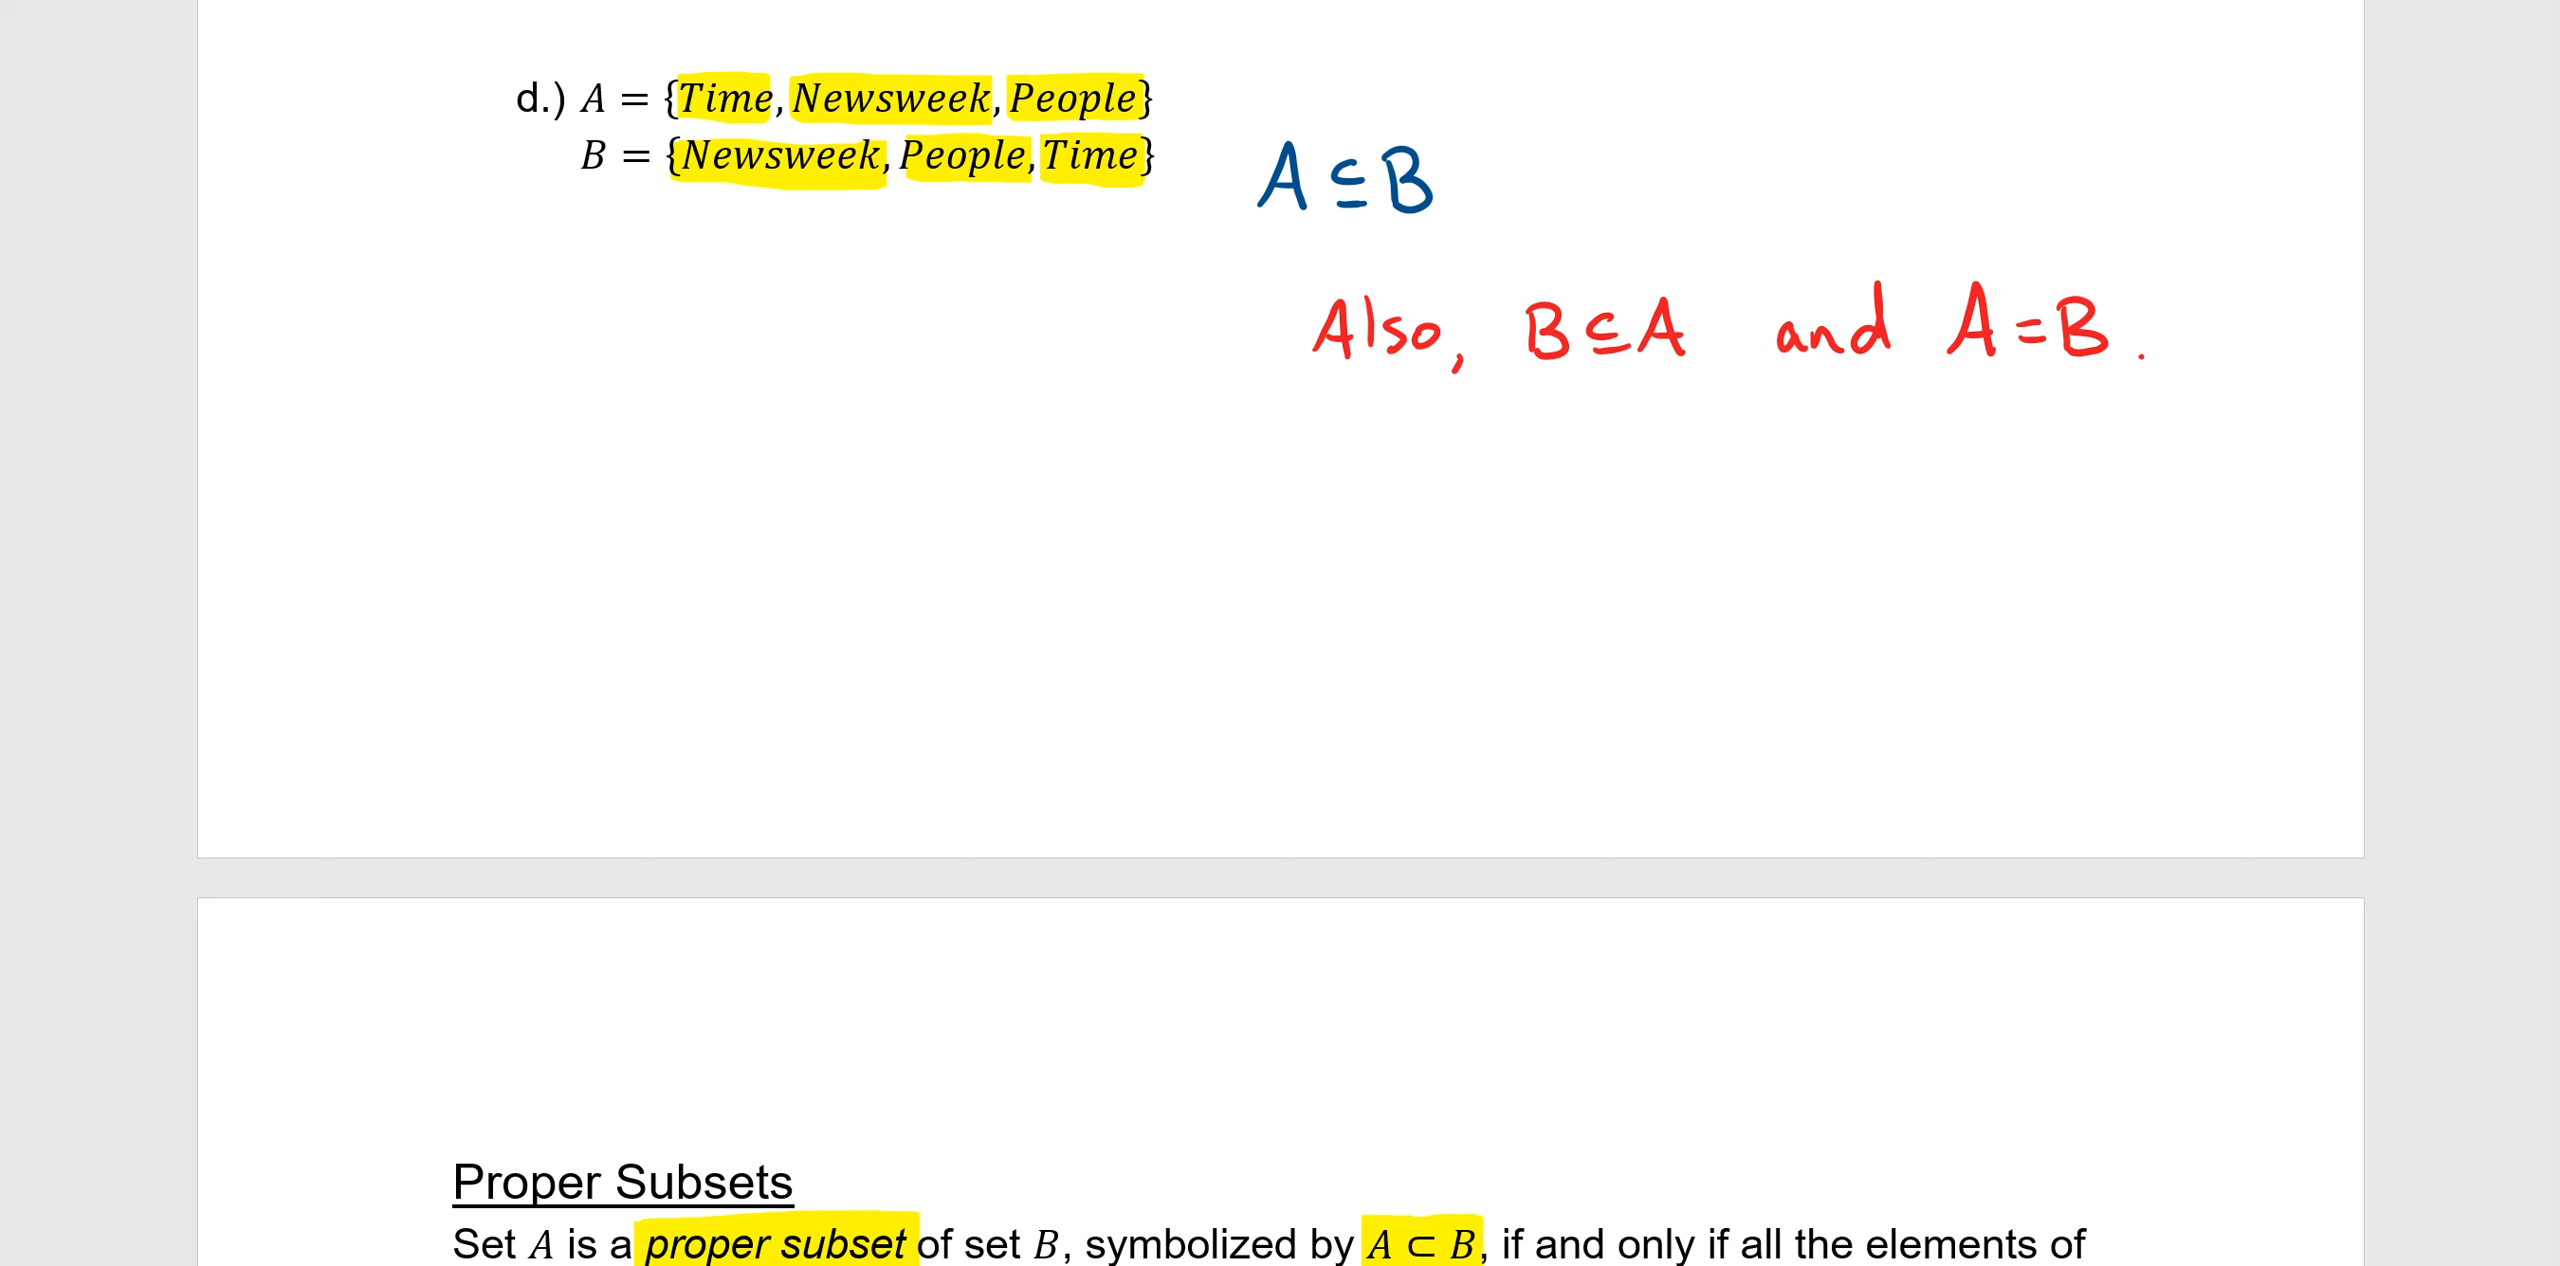 d.) A = {Time, Newsweek, People}
B = {Newsweek, People, Time}
A ⊆ B
Also, B ⊆ A and A = B.
Proper Subsets
Set A is a proper subset of set B, symbolized by A ⊂ B, if and only if all the elements of